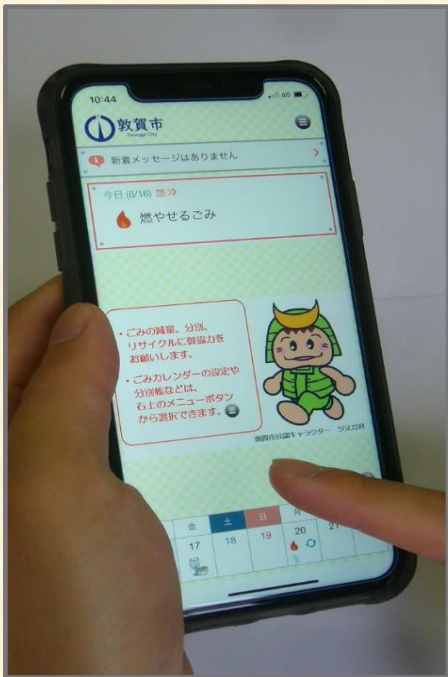 10:44
4G
敦賀市
Tsuruga City
新着メッセージはありません
今日 (6/16)
燃やせるごみ
・ごみの減量、分別、
リサイクルに御協力を
お願いします。
・ごみカレンダーの設定や
分別帳などは、
右上のメニューボタン
から選択できます。
敦賀市公認キャラクター ツヌガ君
金 土 日 月
17 18 19 20 21